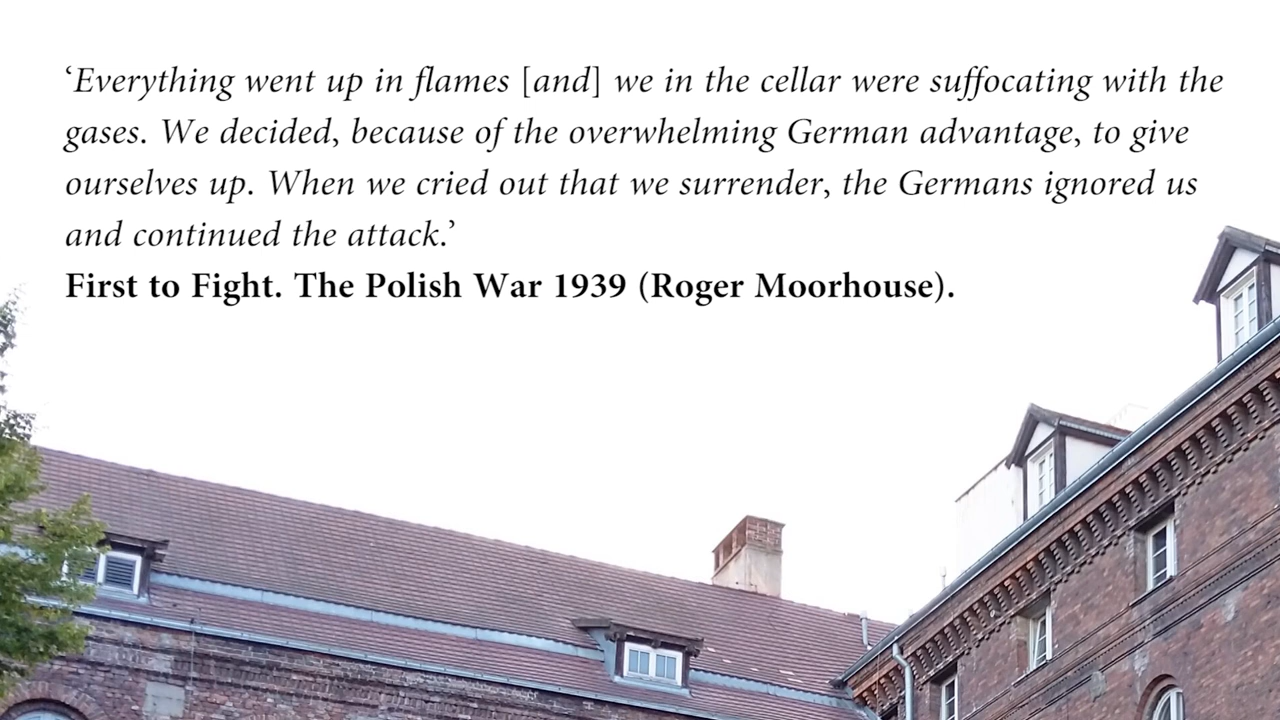 ‘Everything went up in flames [and] we in the cellar were suffocating with the
gases. We decided, because of the overwhelming German advantage, to give
ourselves up. When we cried out that we surrender, the Germans ignored us
and continued the attack.’
First to Fight. The Polish War 1939 (Roger Moorhouse).